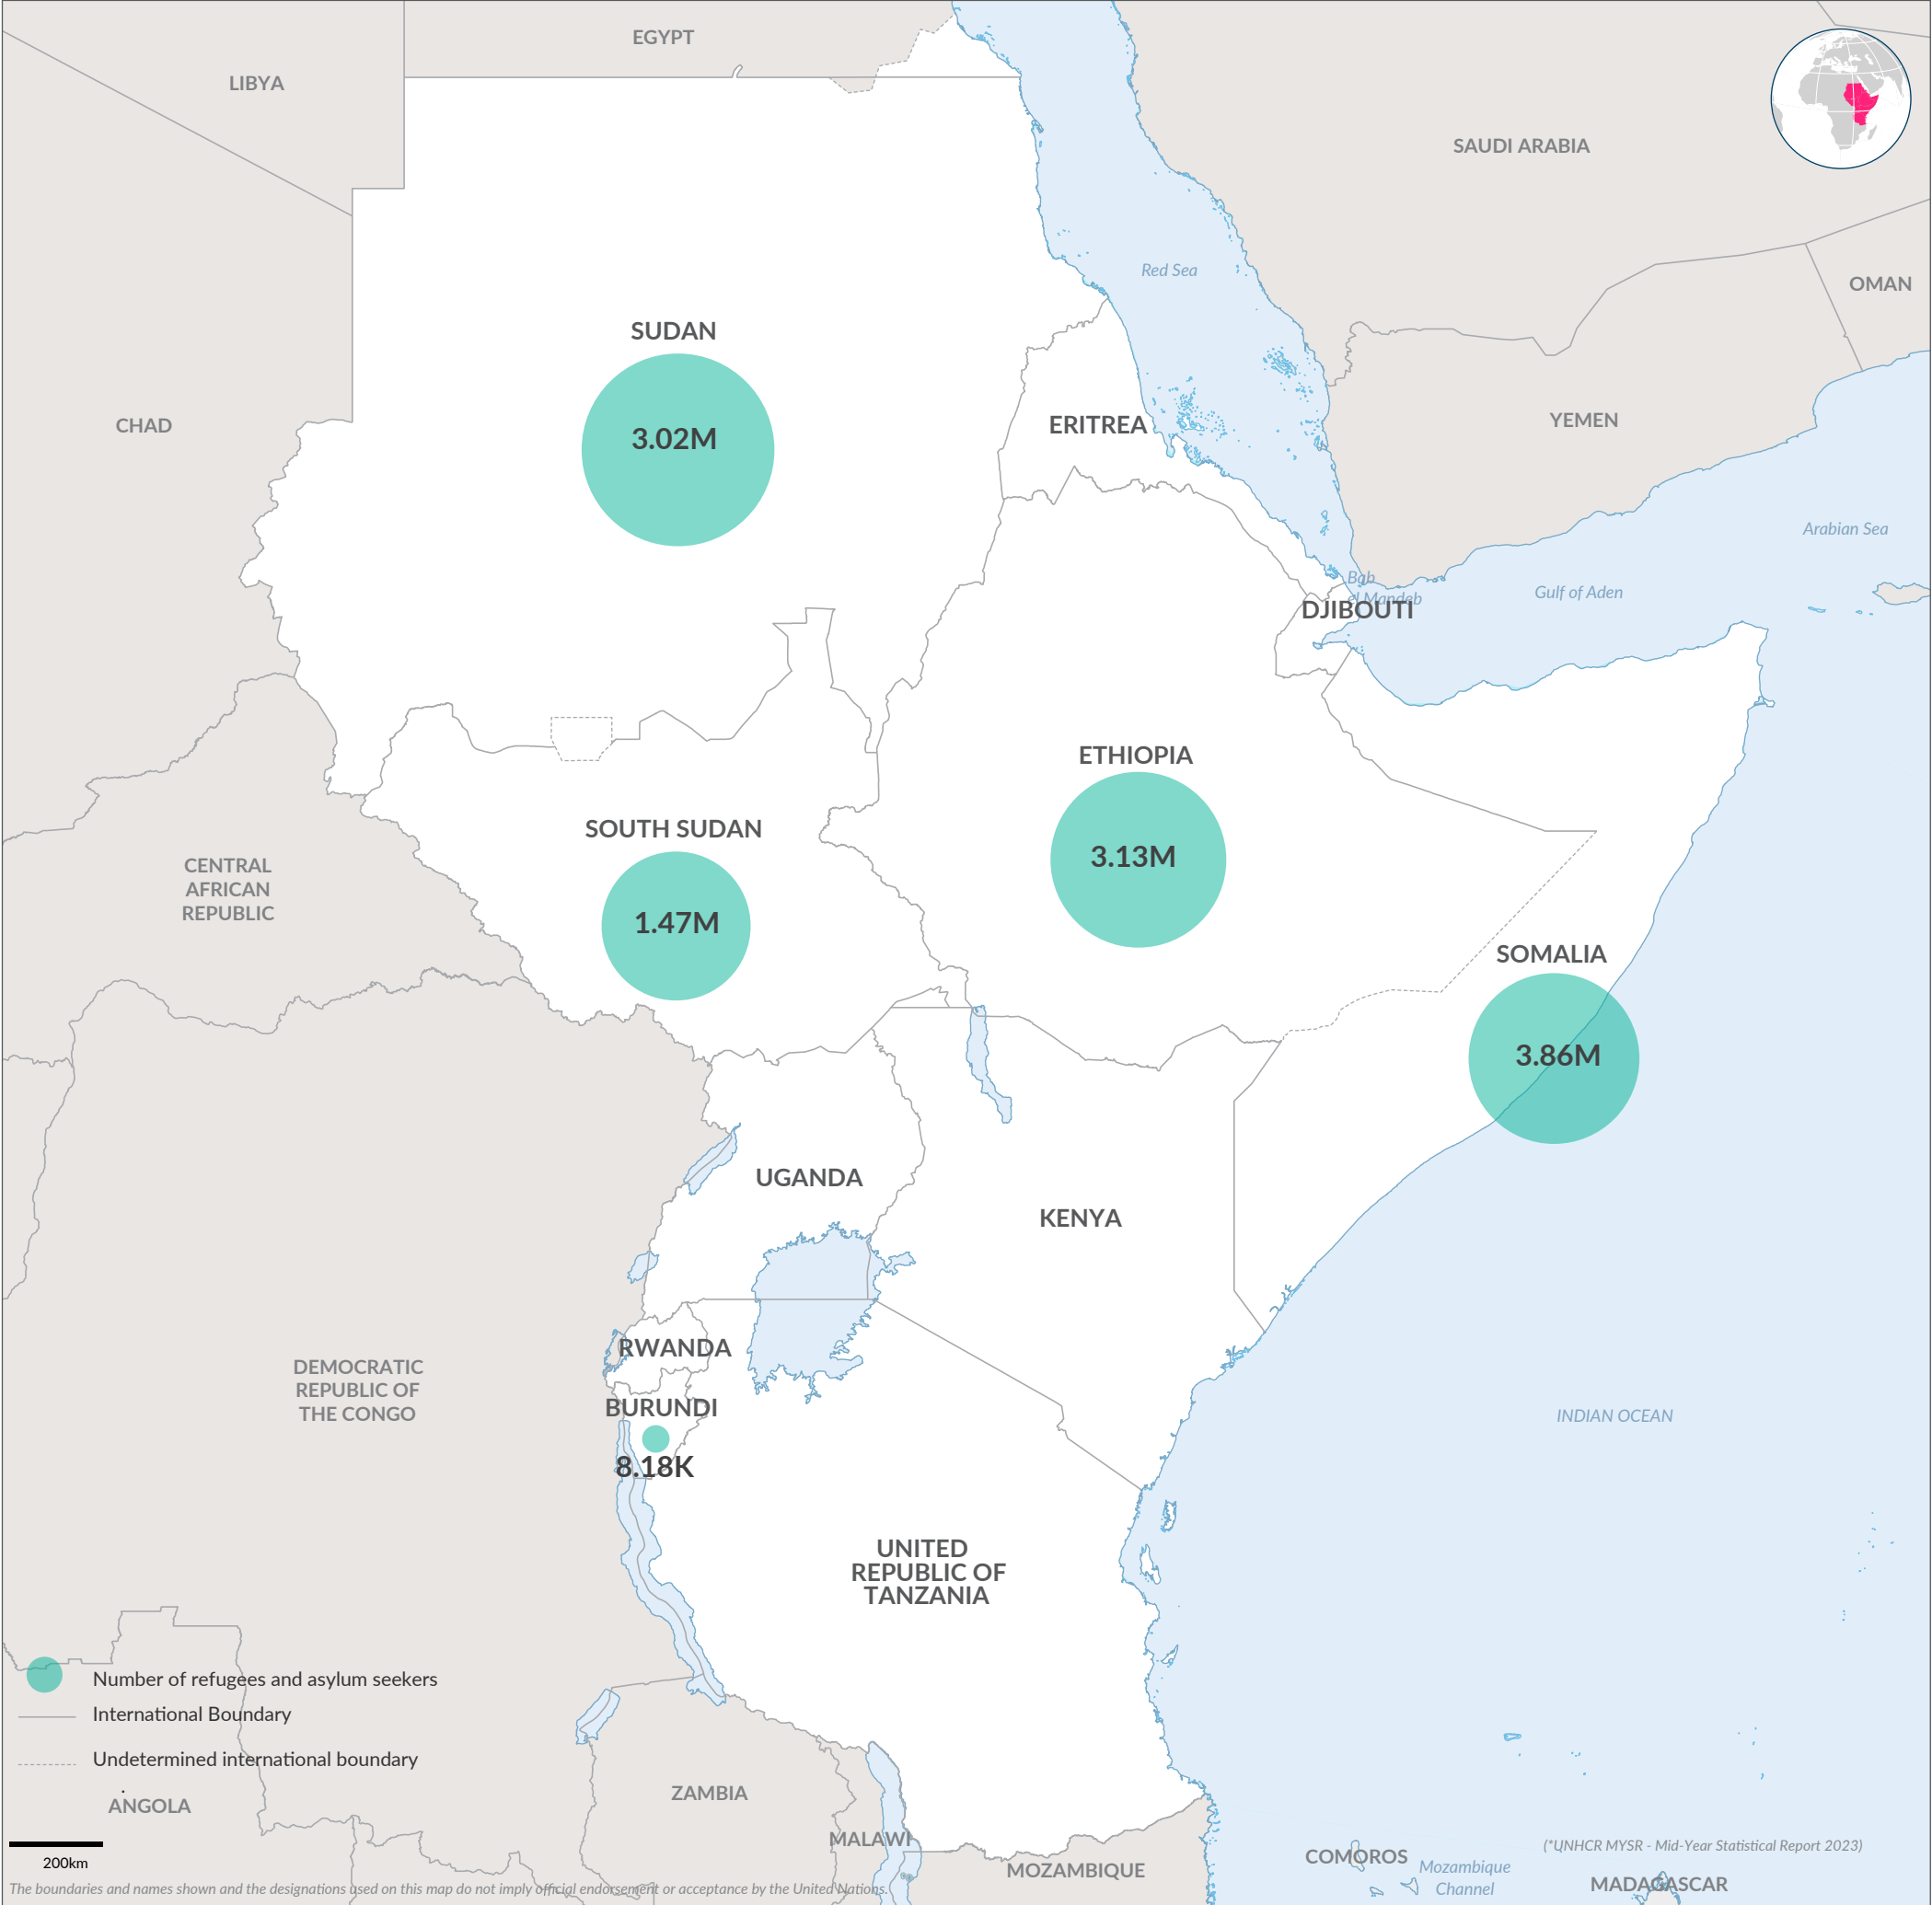 EGYPT
LIBYA
SAUDI ARABIA
Red Sea
OMAN
SUDAN
3.02M
ERITREA
CHAD
YEMEN
Arabian Sea
Bab
el Mandeb
Gulf of Aden
DJIBOUTI
ETHIOPIA
3.13M
SOUTH SUDAN
1.47M
CENTRAL
AFRICAN
REPUBLIC
SOMALIA
3.86M
UGANDA
KENYA
RWANDA
BURUNDI
8.18K
DEMOCRATIC
REPUBLIC OF
THE CONGO
INDIAN OCEAN
UNITED
REPUBLIC OF
TANZANIA
Number of refugees and asylum seekers
International Boundary
Undetermined international boundary
.
ANGOLA
ZAMBIA
MALAWI
MOZAMBIQUE
COMOROS
Mozambique
Channel
(*UNHCR MYSR - Mid-Year Statistical Report 2023)
MADAGASCAR
200km
The boundaries and names shown and the designations used on this map do not imply official endorsement or acceptance by the United Nations.